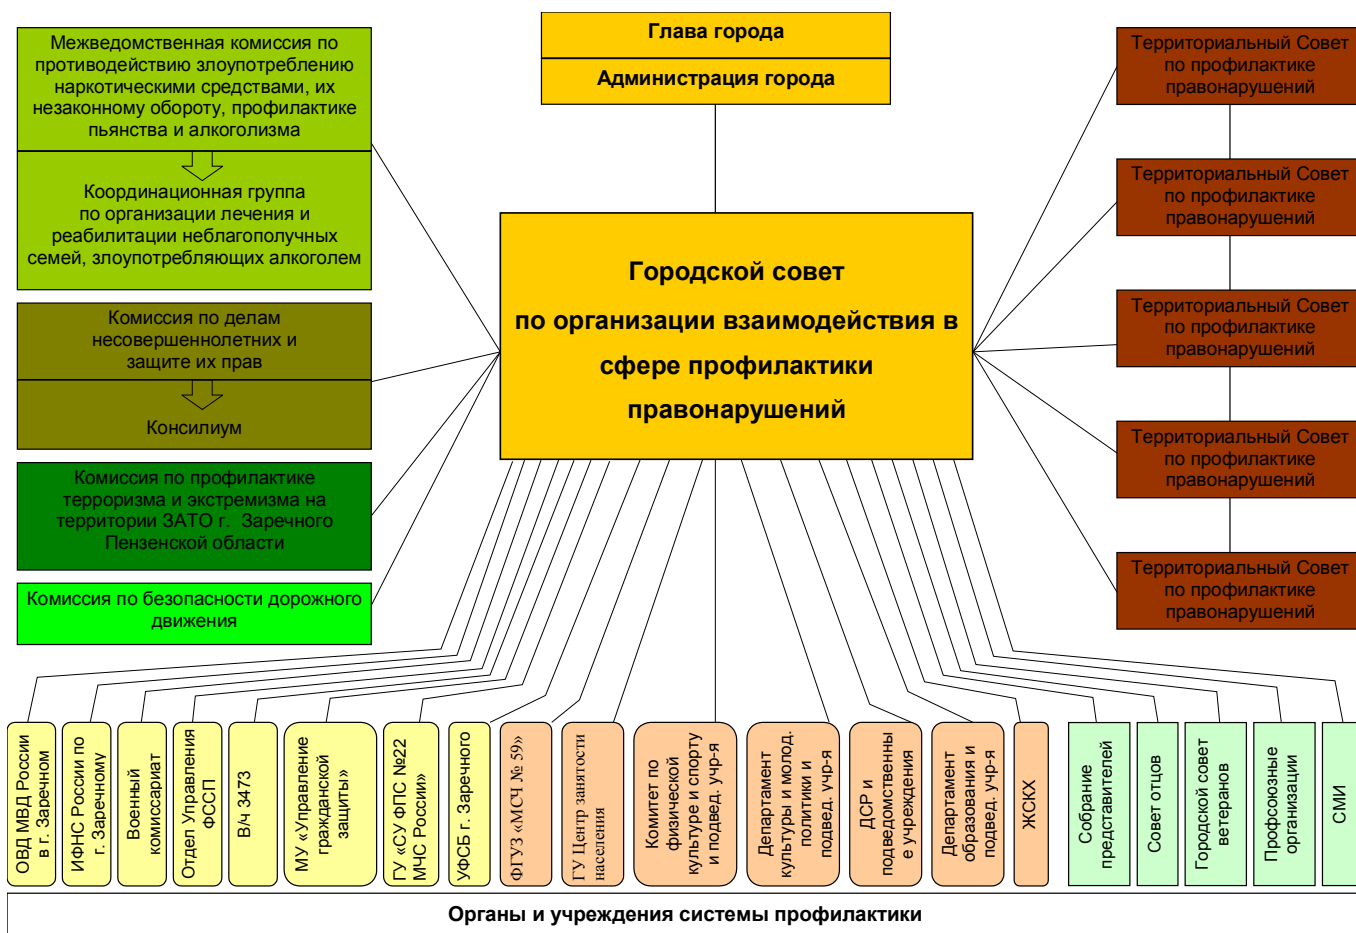 Глава города
Администрация города
Межведомственная комиссия по
противодействию злоупотреблению
наркотическими средствами, их
незаконному обороту, профилактике
пьянства и алкоголизма
Координационная группа
по организации лечения и
реабилитации неблагополучных
семей, злоупотребляющих алкоголем
Комиссия по делам
несовершеннолетних и
защите их прав
Консилиум
Комиссия по профилактике
терроризма и экстремизма на
территории ЗАТО г. Заречного
Пензенской области
Комиссия по безопасности дорожного
движения
Городской совет
по организации взаимодействия в
сфере профилактики
правонарушений
Территориальный Совет
по профилактике
правонарушений
Территориальный Совет
по профилактике
правонарушений
Территориальный Совет
по профилактике
правонарушений
Территориальный Совет
по профилактике
правонарушений
Территориальный Совет
по профилактике
правонарушений
ОВД МВД России
в г. Заречном
ИФНС России по
г. Заречному
Военный
комиссариат
Отдел Управления
ФССП
В/ч 3473
МУ «Управление
гражданской
защиты»
ГУ «СУ ФПС №22
МЧС России»
УФСБ г. Заречного
ФГУЗ «МСЧ № 59»
ГУ Центр занятости
населения
Комитет по
физической
культуре и спорту
и подвед. учр-я
Департамент
культуры и молод.
политики и
подвед. учр-я
ДСР и
подведомственны
е учреждения
Департамент
образования и
подвед. учр-я
ЖСКХ
Собрание
представителей
Совет отцов
Городской совет
ветеранов
Профсоюзные
организации
СМИ
Органы и учреждения системы профилактики